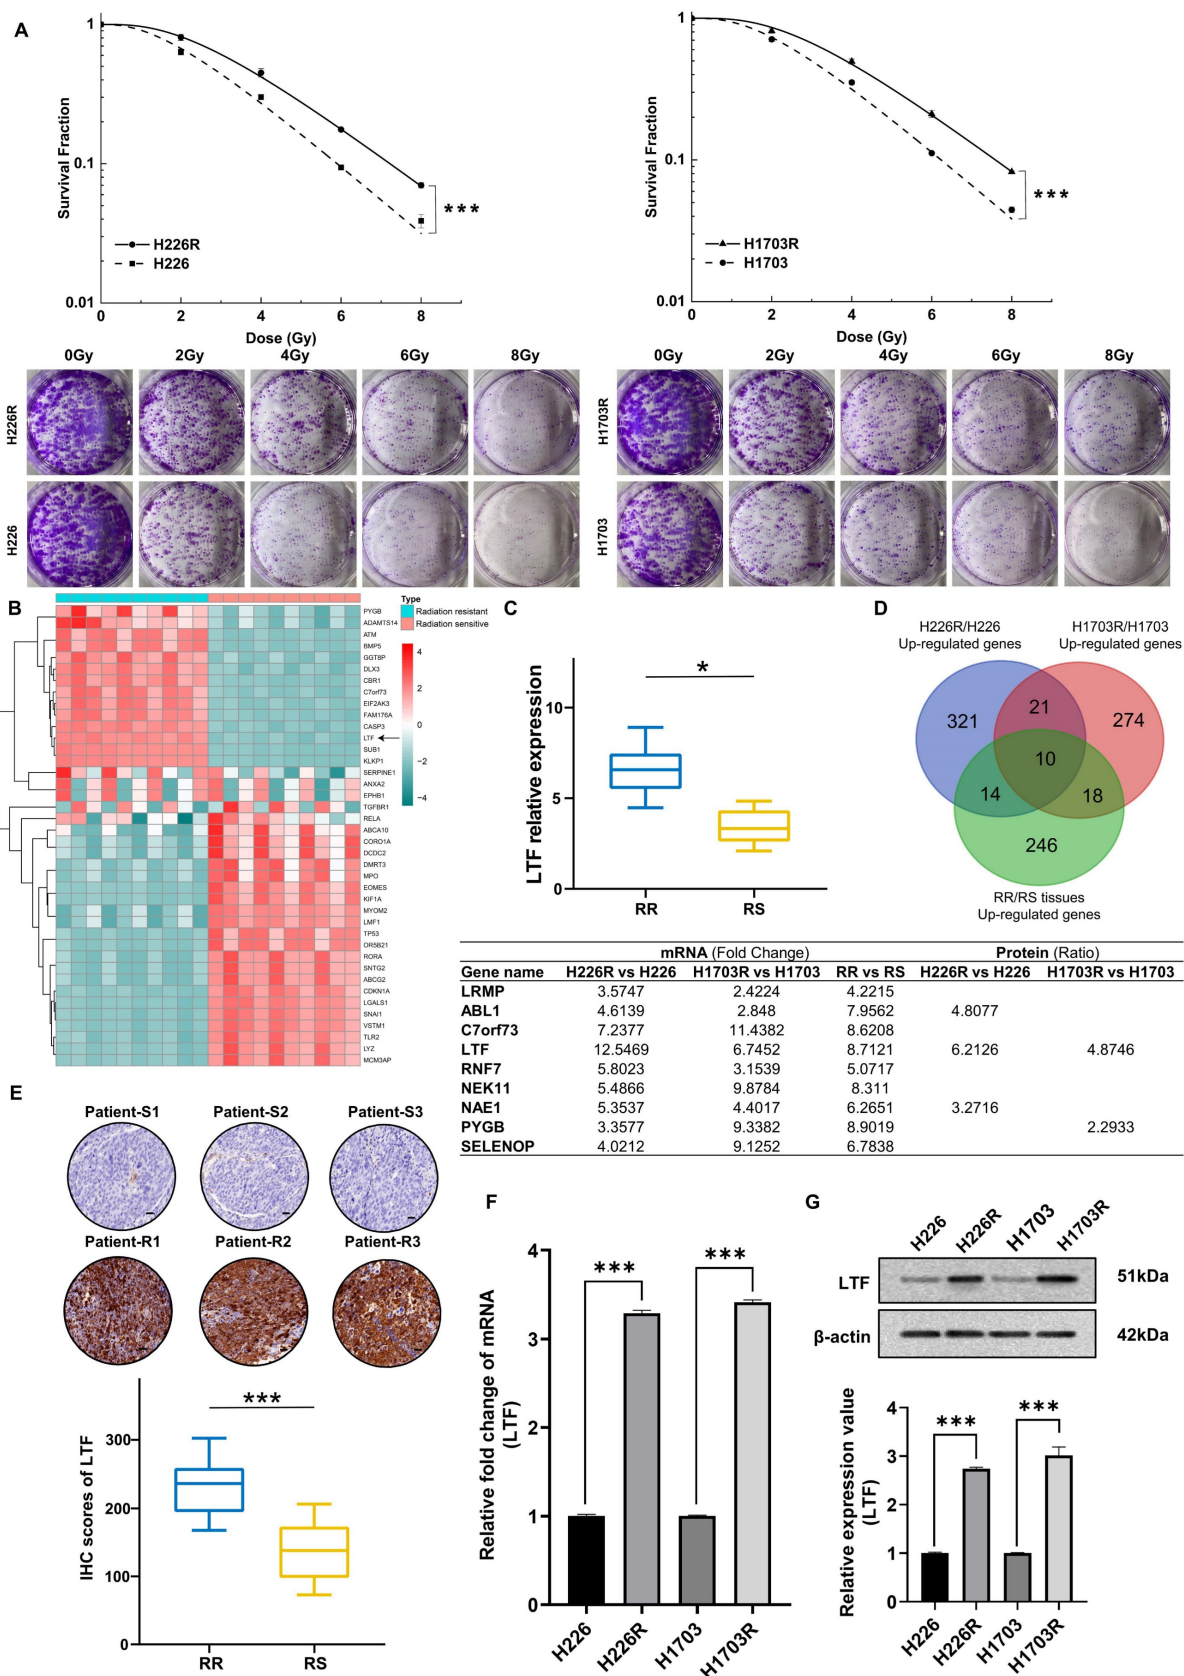 A
1
0.1
0.01
Survival Fraction
H226R
H226
0 2 4 6 8
Dose (Gy)
1
0.1
0.01
Survival Fraction
H1703R
H1703
0 2 4 6 8
Dose (Gy)
***
***
0Gy 2Gy 4Gy 6Gy 8Gy
H226R
H226
0Gy 2Gy 4Gy 6Gy 8Gy
H1703R
H1703
B
Type
Radiation resistant
Radiation sensitive
4
2
0
−2
−4
PYGB
ADAMTS14
ATM
BMP5
GGT8P
DLX3
CBR1
C7orf73
EIF2AK3
FAM176A
CASP3
LTF
SUB1
KLKP1
SERPINE1
ANXA2
EPHB1
TGFBR1
RELA
ABCA10
CORO1A
DCDC2
DMRT3
MPO
EOMES
KIF1A
MYOM2
LMF1
TP53
OR5B21
RORA
SNTG2
ABCG2
CDKN1A
LGALS1
SNAI1
VSTM1
TLR2
LYZ
MCM3AP
C
LTF relative expression
10
5
0
*
RR RS
D
H226R/H226
Up-regulated genes
H1703R/H1703
Up-regulated genes
321 21 274
10
14 18
246
RR/RS tissues
Up-regulated genes
mRNA (Fold Change) Protein (Ratio)
Gene name H226R vs H226 H1703R vs H1703 RR vs RS H226R vs H226 H1703R vs H1703
LRMP 3.5747 2.4224 4.2215
ABL1 4.6139 2.848 7.9562 4.8077
C7orf73 7.2377 11.4382 8.6208
LTF 12.5469 6.7452 8.7121 6.2126 4.8746
RNF7 5.8023 3.1539 5.0717
NEK11 5.4866 9.8784 8.311
NAE1 5.3537 4.4017 6.2651 3.2716
PYGB 3.3577 9.3382 8.9019 2.2933
SELENOP 4.0212 9.1252 6.7838
E
Patient-S1 Patient-S2 Patient-S3
Patient-R1 Patient-R2 Patient-R3
IHC scores of LTF
300
200
100
0
***
RR RS
F
Relative fold change of mRNA
(LTF)
4
3
2
1
0
*** ***
H226 H226R H1703 H1703R
G
H226 H226R H1703 H1703R
LTF 51kDa
β-actin 42kDa
Relative expression value
(LTF)
4
3
2
1
0
*** ***
H226 H226R H1703 H1703R